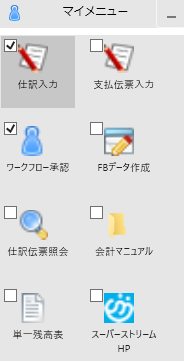 マイメニュー
仕訳入力
支払伝票入力
ワークフロー承認
FBデータ作成
仕訳伝票照会
会計マニュアル
単一残高表
スーパーストリーム
HP